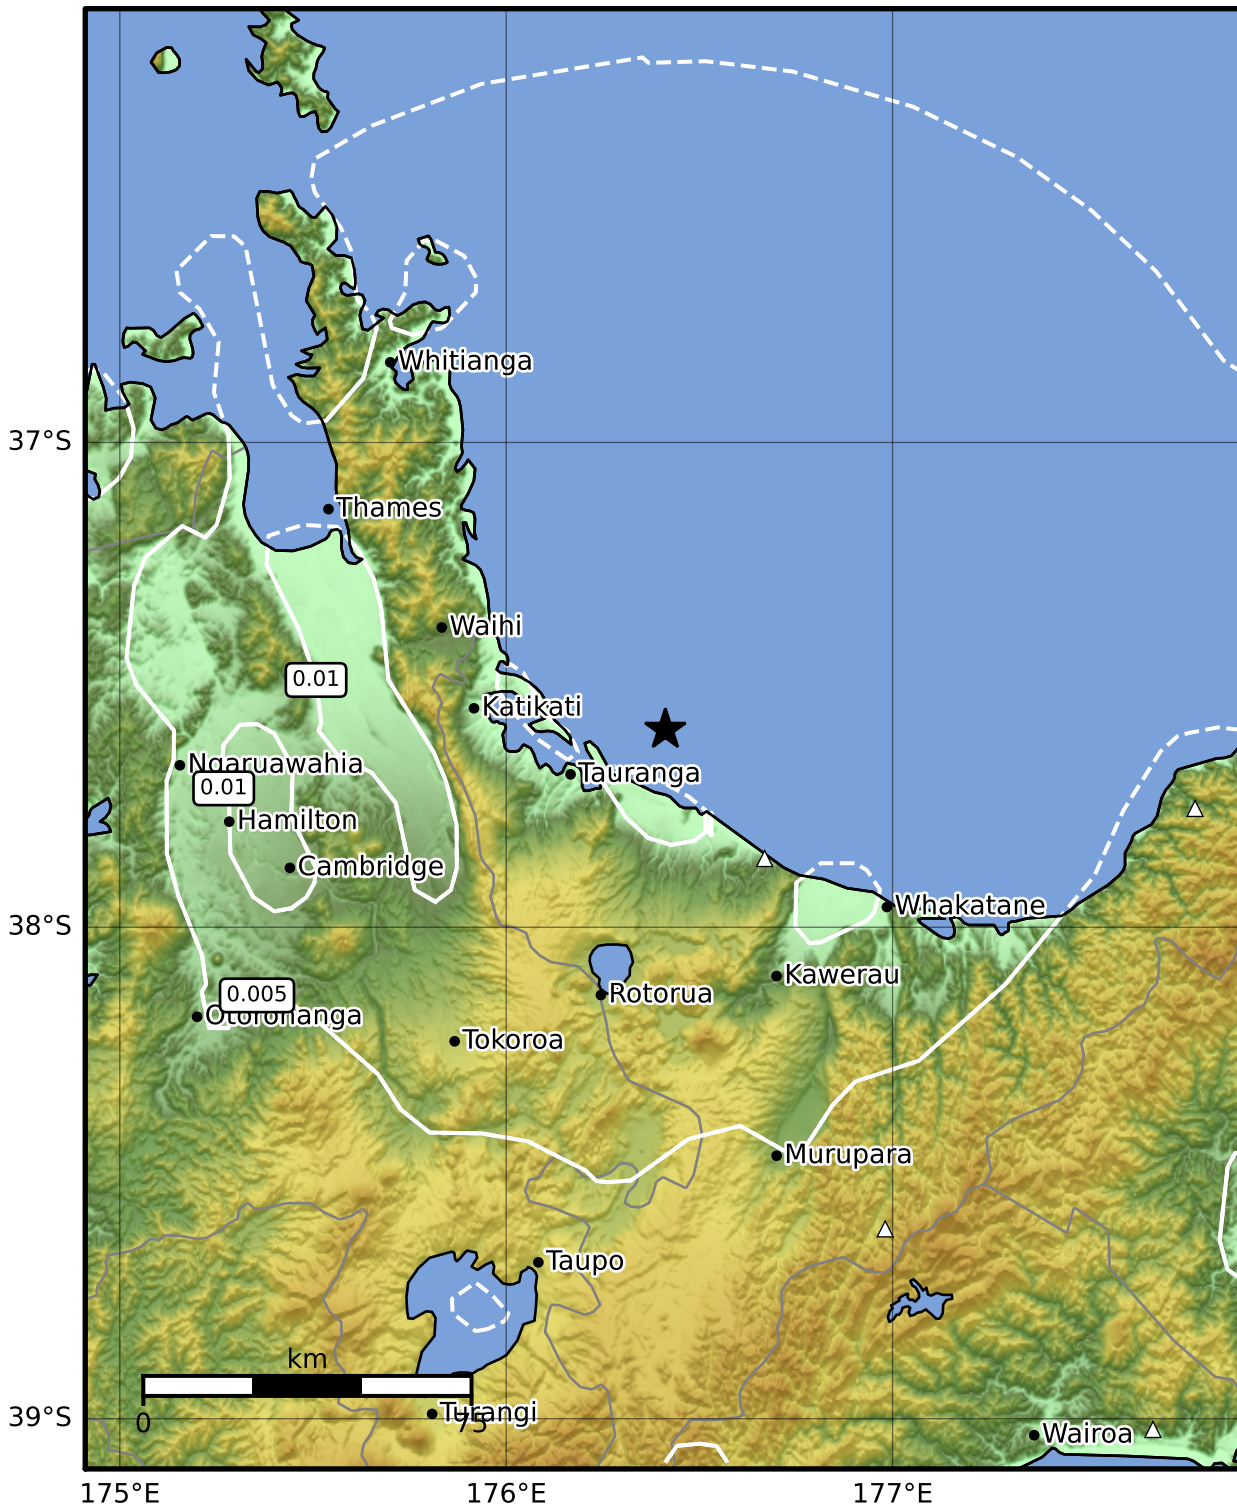 Whitianga
37°S
Thames
Waihi
0.01
Katikati
Ngaruawahia
Tauranga
0.01
Hamilton
Cambridge
Whakatane
38°S
Kawerau
Rotorua
0.005
Otorohanga
Tokoroa
Murupara
Taupo
km
0
75
Turangi
39°S
Wairoa
175°E
176°E
177°E